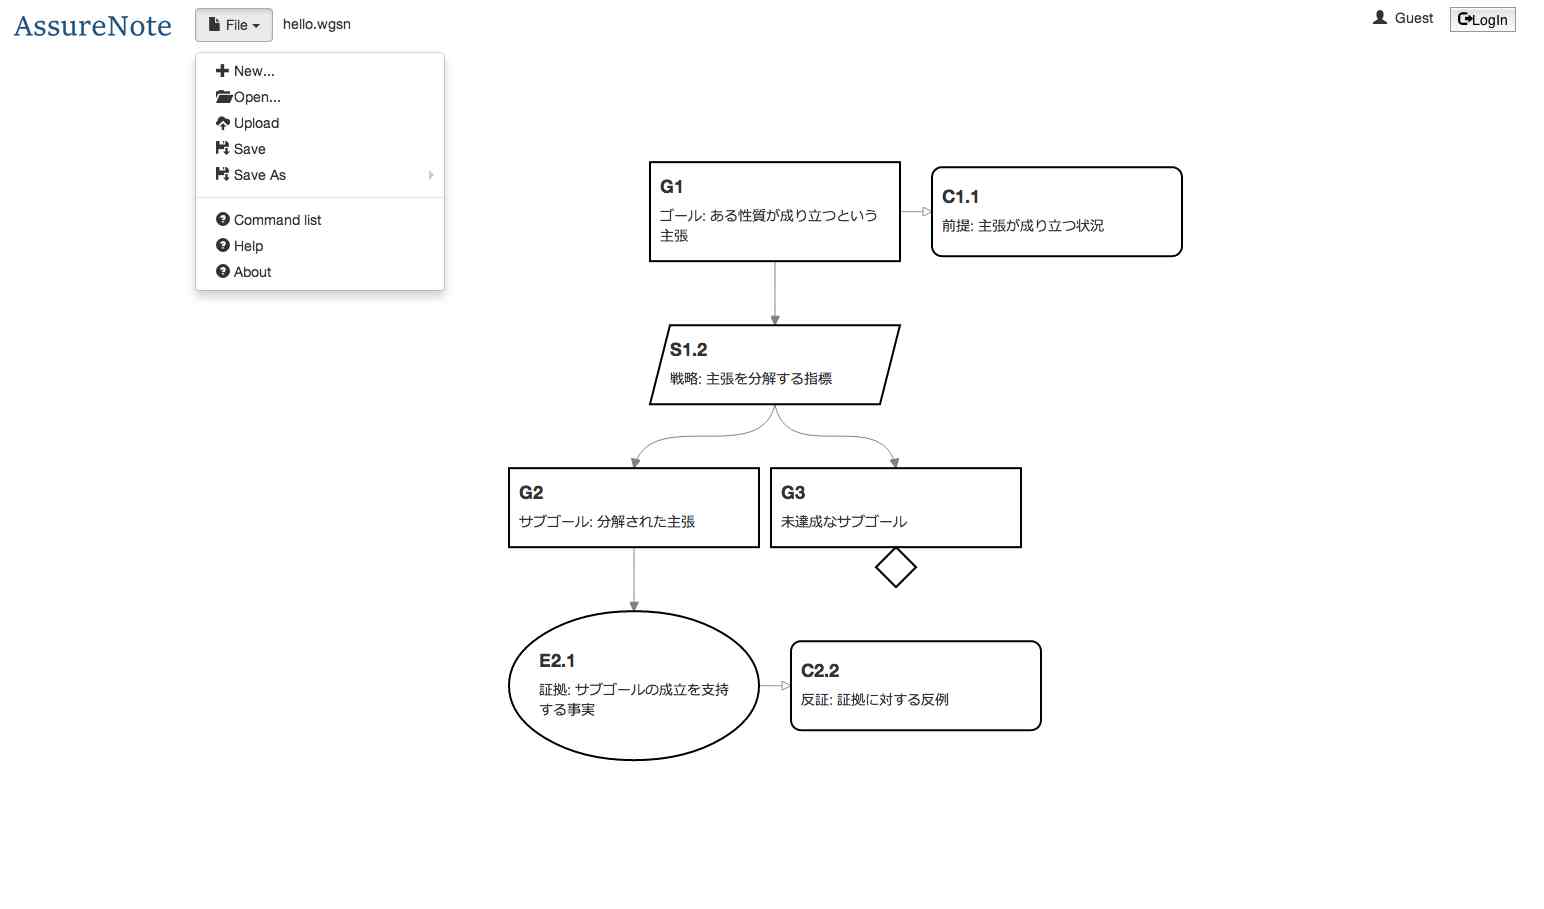 AssureNote
File
hello.wgsn
Guest
LogIn
New...
Open...
Upload
Save
Save As
Command list
Help
About
G1
ゴール: ある性質が成り立つという
主張
C1.1
前提: 主張が成り立つ状況
S1.2
戦略: 主張を分解する指標
G2
サブゴール: 分解された主張
G3
未達成なサブゴール
E2.1
証拠: サブゴールの成立を支持
する事実
C2.2
反証: 証拠に対する反例